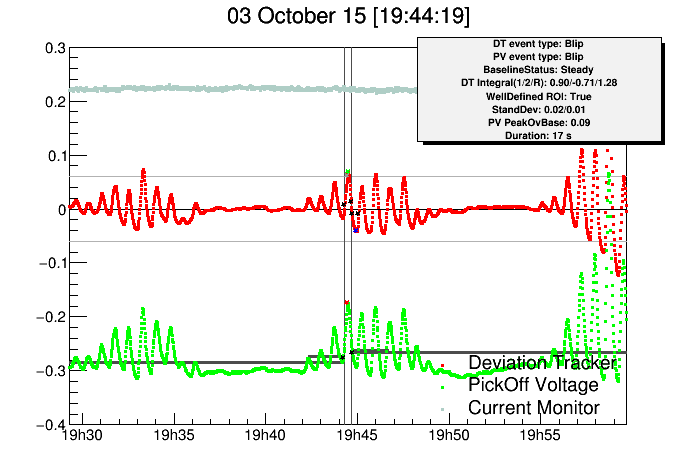 03 October 15 [19:44:19]
DT event type: Blip
PV event type: Blip
BaselineStatus: Steady
DT Integral(1/2/R): 0.90/-0.71/1.28
WellDefined ROI: True
StandDev: 0.02/0.01
PV PeakOvBase: 0.09
Duration: 17 s
0.3
0.2
0.1
0
−0.1
−0.2
−0.3
−0.4
Deviation Tracker
PickOff Voltage
Current Monitor
19h30 19h35 19h40 19h45 19h50 19h55